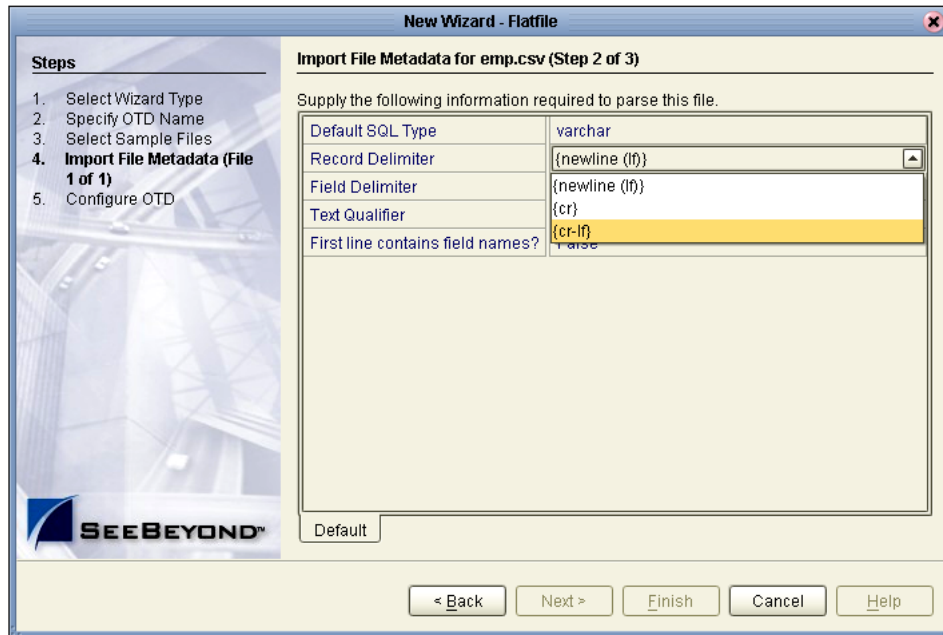 New Wizard - Flatfile
Steps
1. Select Wizard Type
2. Specify OTD Name
3. Select Sample Files
4. Import File Metadata (File
1 of 1)
5. Configure OTD
SEEBEYOND™
Import File Metadata for emp.csv (Step 2 of 3)
Supply the following information required to parse this file.
Default SQL Type varchar
Record Delimiter {newline (lf)}
Field Delimiter {newline (lf)}
Text Qualifier {cr}
{cr-lf}
First line contains field names? False
Default
< Back Next > Finish Cancel Help